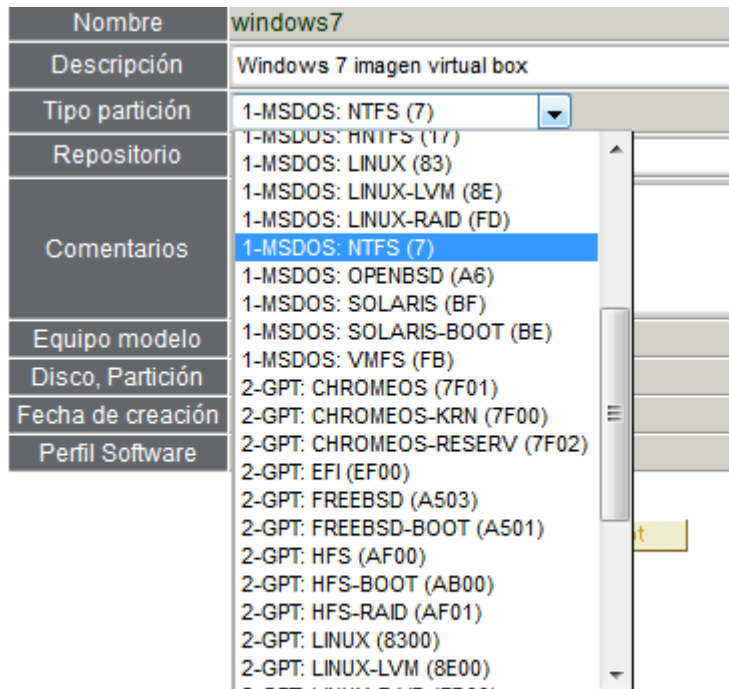 Nombre windows7
Descripción Windows 7 imagen virtual box
Tipo partición 1-MSDOS: NTFS (7)
Repositorio
Comentarios
Equipo modelo
Disco, Partición
Fecha de creación
Perfil Software
1-MSDOS: HNTFS (17)
1-MSDOS: LINUX (83)
1-MSDOS: LINUX-LVM (8E)
1-MSDOS: LINUX-RAID (FD)
1-MSDOS: NTFS (7)
1-MSDOS: OPENBSD (A6)
1-MSDOS: SOLARIS (BF)
1-MSDOS: SOLARIS-BOOT (BE)
1-MSDOS: VMFS (FB)
2-GPT: CHROMEOS (7F01)
2-GPT: CHROMEOS-KRN (7F00)
2-GPT: CHROMEOS-RESERV (7F02)
2-GPT: EFI (EF00)
2-GPT: FREEBSD (A503)
2-GPT: FREEBSD-BOOT (A501)
2-GPT: HFS (AF00)
2-GPT: HFS-BOOT (AB00)
2-GPT: HFS-RAID (AF01)
2-GPT: LINUX (8300)
2-GPT: LINUX-LVM (8E00)